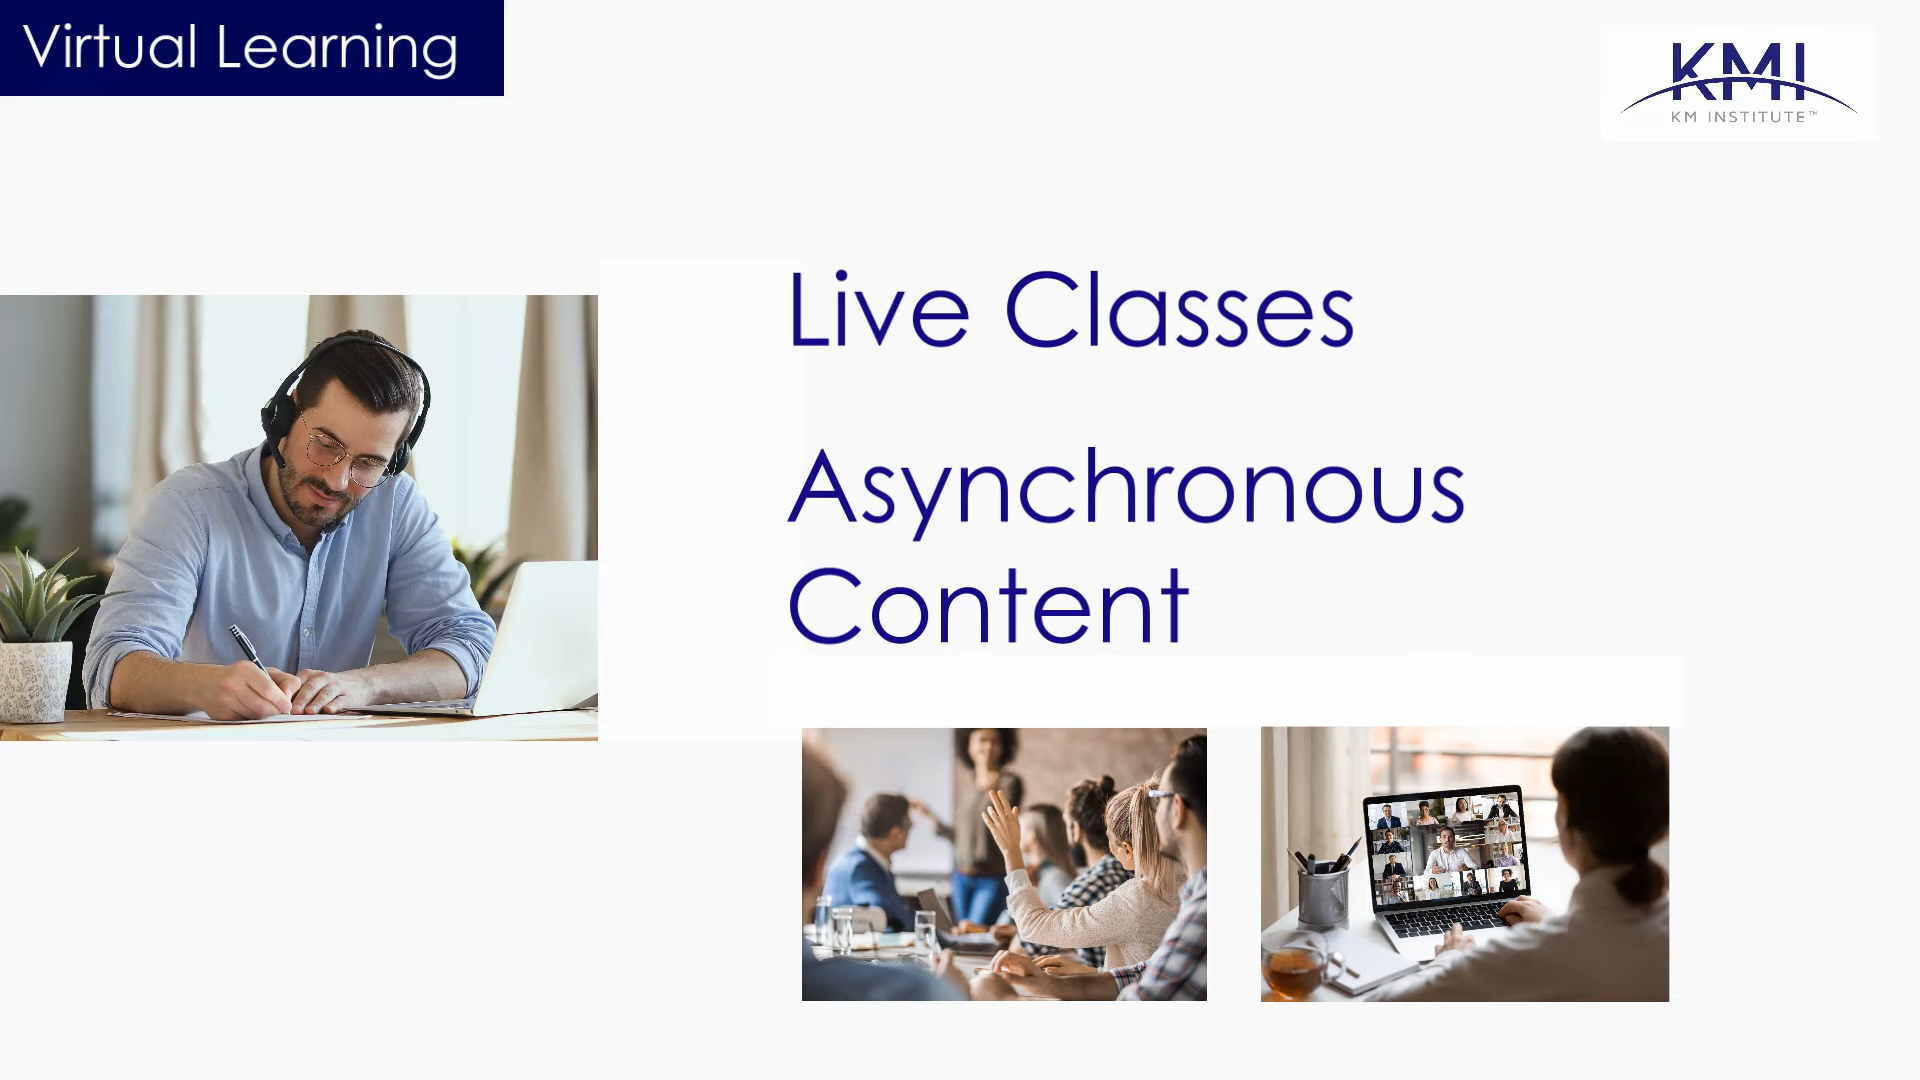 Virtual Learning
KMI
KM INSTITUTE™
Live Classes
Asynchronous
Content